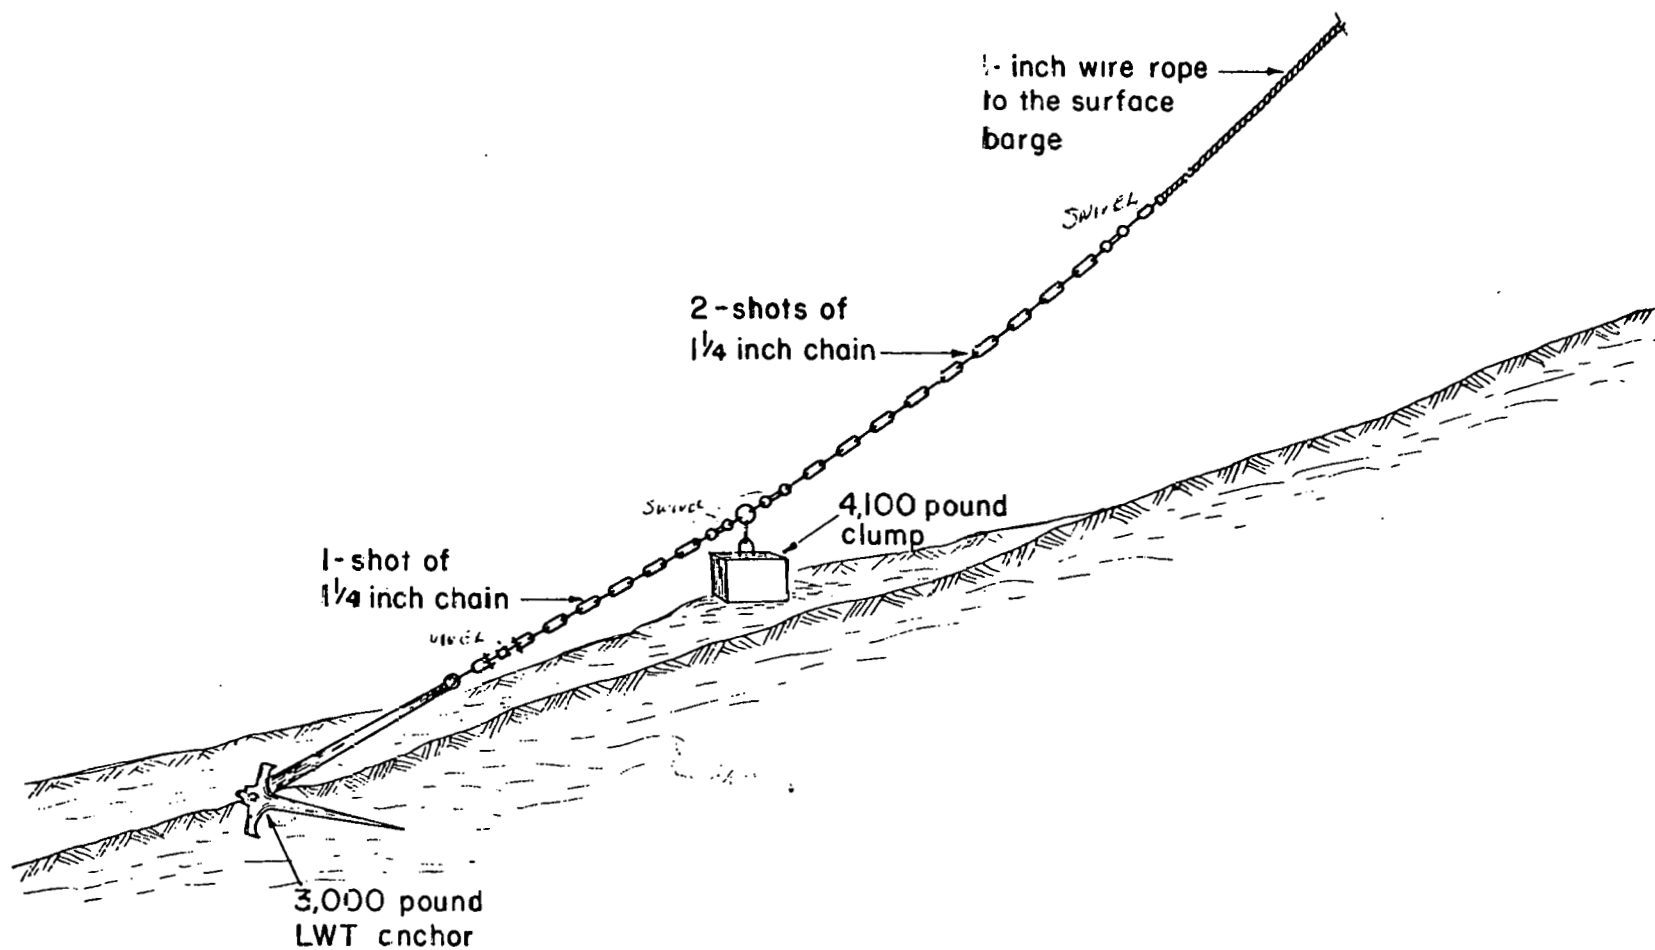 1-inch wire rope
to the surface
barge
SWIVEL
2-shots of
1¼ inch chain
SWIVEL
4,100 pound
clump
1-shot of
1¼ inch chain
3,000 pound
LWT anchor